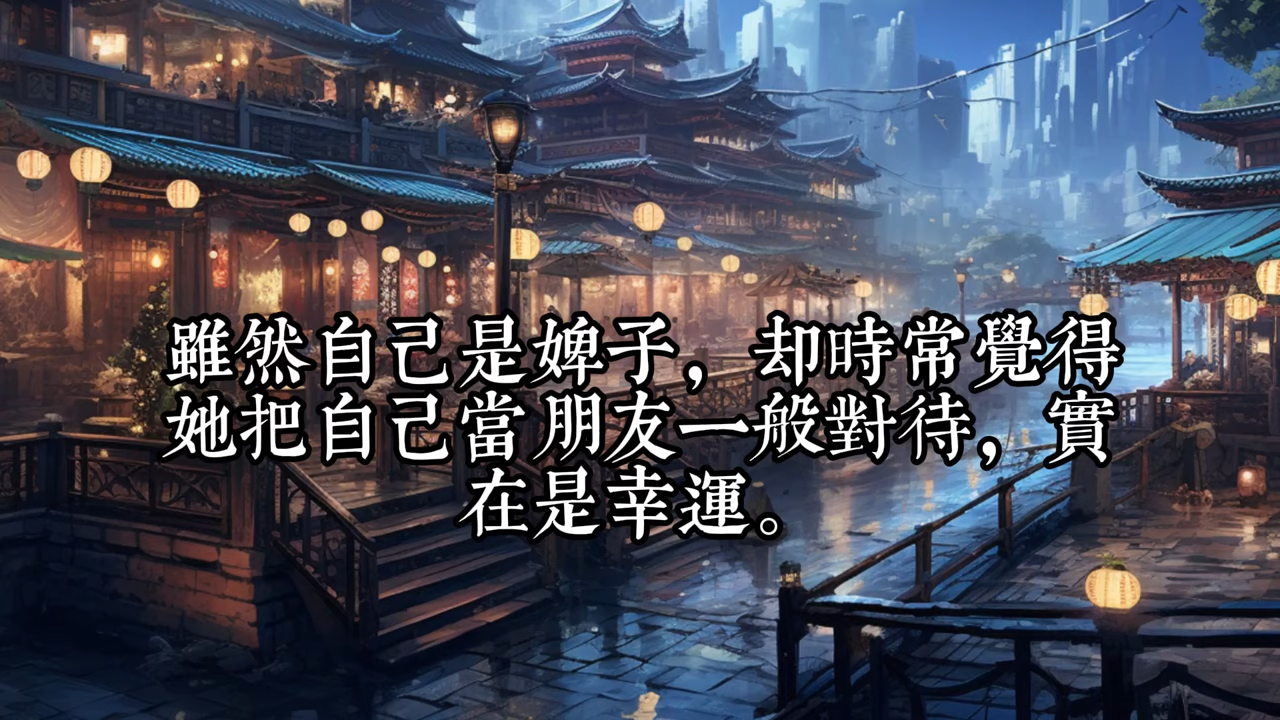 雖然自己是婢子，却時常覺得
她把自己當朋友一般對待，實
在是幸運。